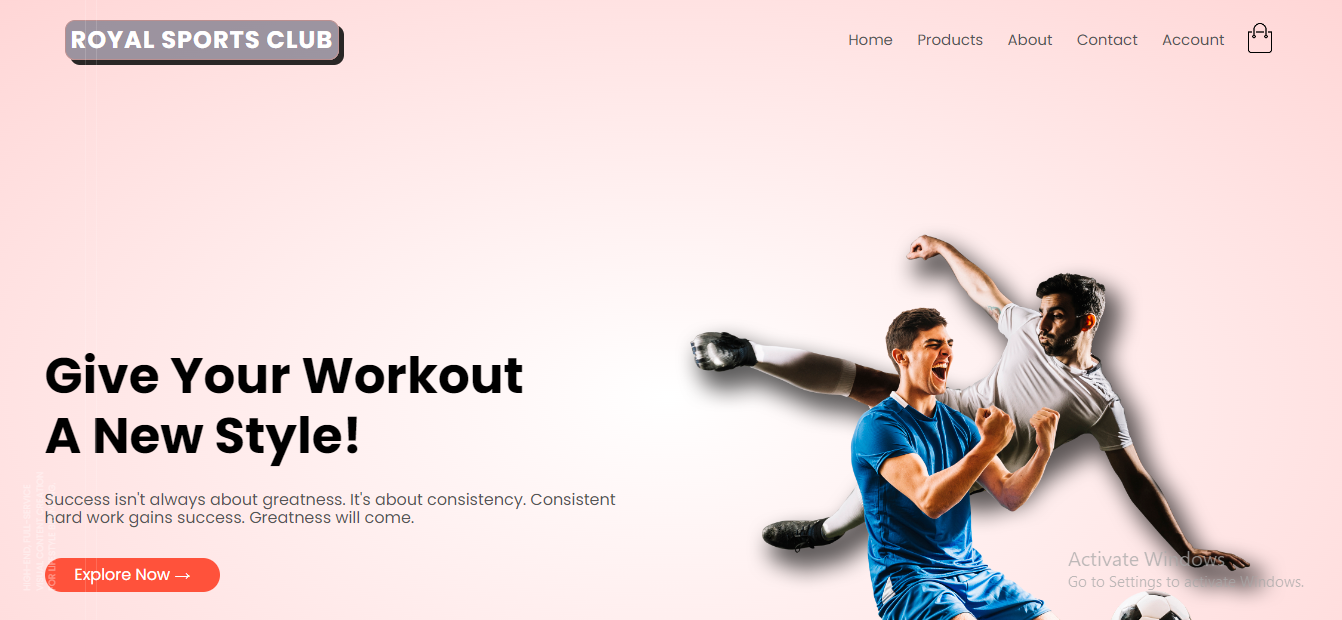 ROYAL SPORTS CLUB
Home Products About Contact Account
Give Your Workout
A New Style!
Success isn't always about greatness. It's about consistency. Consistent
hard work gains success. Greatness will come.
Explore Now →
Activate Windows
Go to Settings to activate Windows.